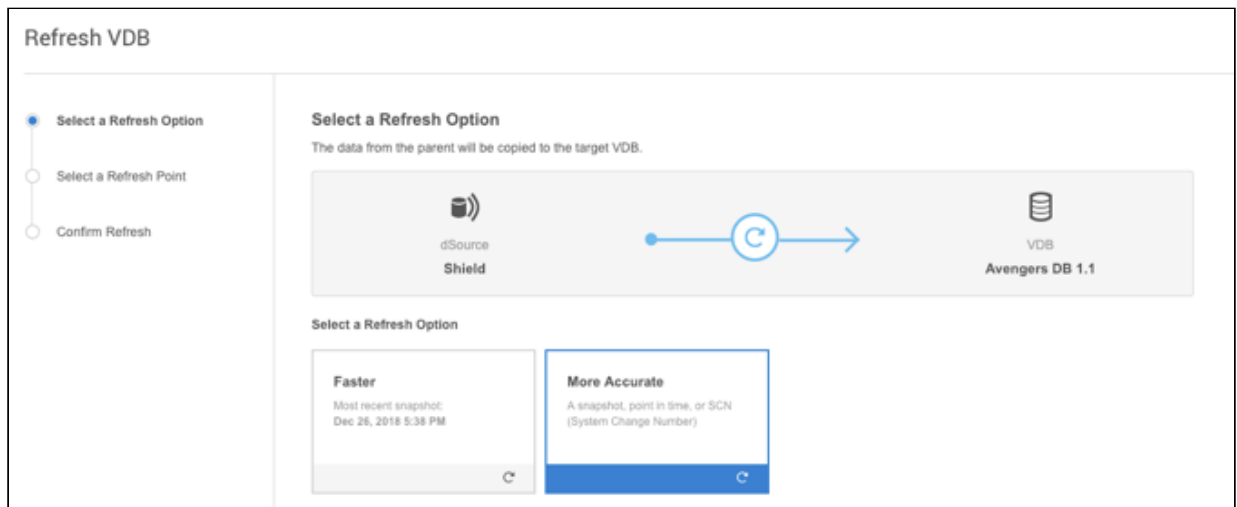 Refresh VDB
Select a Refresh Option
Select a Refresh Point
Confirm Refresh
Select a Refresh Option
The data from the parent will be copied to the target VDB.
dSource
Shield
VDB
Avengers DB 1.1
Select a Refresh Option
Faster
Most recent snapshot:
Dec 26, 2018 5:38 PM
More Accurate
A snapshot, point in time, or SCN
(System Change Number)